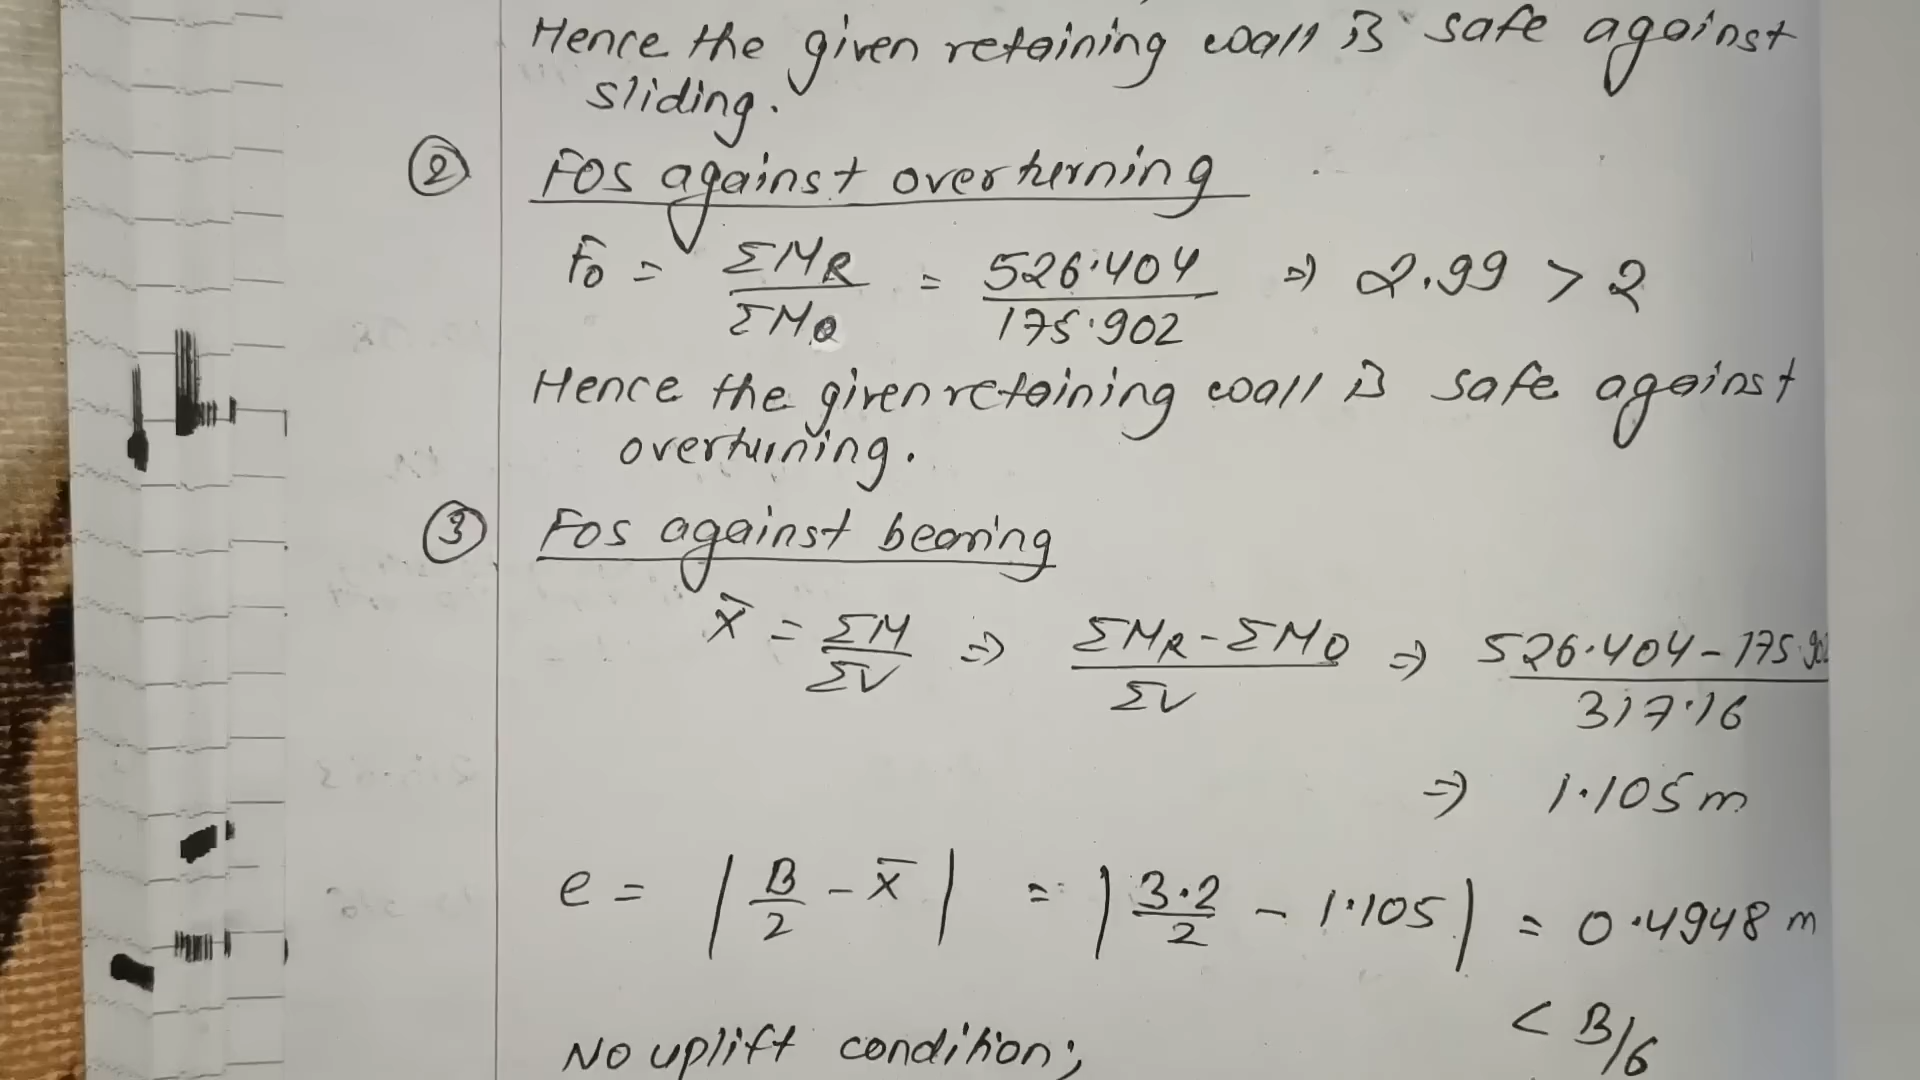 Hence the given retaining wall is safe against
sliding.
② FOS against overturning
Fo = ΣMR/ΣMO = 526.404/175.902 ⇒ 2.99 > 2
Hence the given retaining wall is safe against
overturning.
③ FOS against bearing
x̄ = ΣM/ΣV ⇒ (ΣMR - ΣMO)/ΣV ⇒ (526.404 - 175.902)/317.16
⇒ 1.105 m
e = |B/2 - x̄| = |3.2/2 - 1.105| = 0.4948 m
< B/6
No uplift condition;